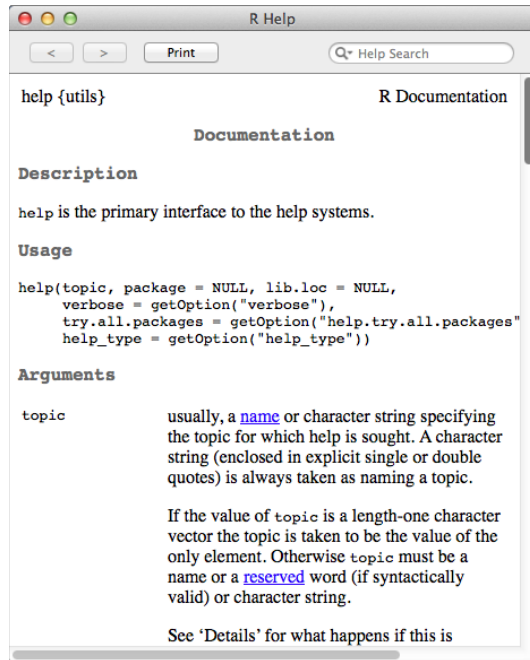 R Help
< > Print Help Search
help {utils} R Documentation
Documentation
Description
help is the primary interface to the help systems.
Usage
help(topic, package = NULL, lib.loc = NULL,
verbose = getOption("verbose"),
try.all.packages = getOption("help.try.all.packages"
help_type = getOption("help_type"))
Arguments
topic usually, a name or character string specifying
the topic for which help is sought. A character
string (enclosed in explicit single or double
quotes) is always taken as naming a topic.
If the value of topic is a length-one character
vector the topic is taken to be the value of the
only element. Otherwise topic must be a
name or a reserved word (if syntactically
valid) or character string.
See ‘Details’ for what happens if this is